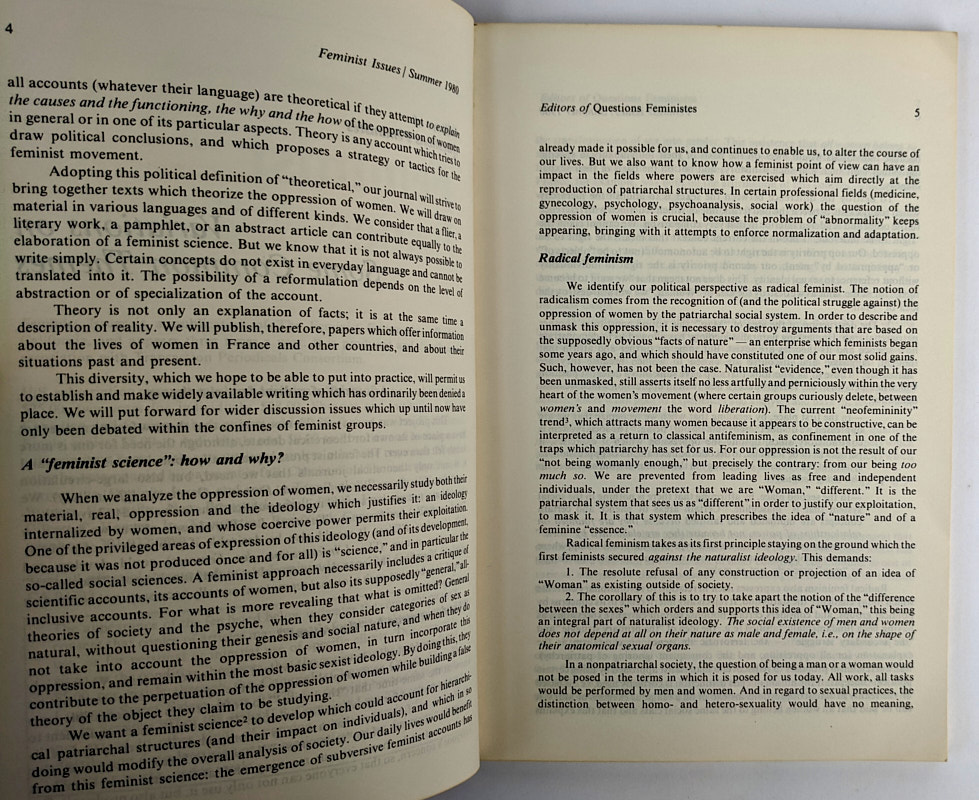 4
Feminist Issues / Summer 1980
all accounts (whatever their language) are theoretical if they attempt to explain
the causes and the functioning, the why and the how of the oppression of women
in general or in one of its particular aspects. Theory is any account which tries to
draw political conclusions, and which proposes a strategy or tactics for the
feminist movement.
Adopting this political definition of “theoretical,” our journal will strive to
bring together texts which theorize the oppression of women. We will draw on
material in various languages and of different kinds. We consider that a flier, a
literary work, a pamphlet, or an abstract article can contribute equally to the
elaboration of a feminist science. But we know that it is not always possible to
write simply. Certain concepts do not exist in everyday language and cannot be
translated into it. The possibility of a reformulation depends on the level of
abstraction or of specialization of the account.
Theory is not only an explanation of facts; it is at the same time a
description of reality. We will publish, therefore, papers which offer information
about the lives of women in France and other countries, and about their
situations past and present.
This diversity, which we hope to be able to put into practice, will permit us
to establish and make widely available writing which has ordinarily been denied a
place. We will put forward for wider discussion issues which up until now have
only been debated within the confines of feminist groups.
A “feminist science”: how and why?
When we analyze the oppression of women, we necessarily study both their
material, real, oppression and the ideology which justifies it: an ideology
internalized by women, and whose coercive power permits their exploitation.
One of the privileged areas of expression of this ideology (and of its development,
because it was not produced once and for all) is “science,” and in particular the
so-called social sciences. A feminist approach necessarily includes a critique of
scientific accounts, its accounts of women, but also its supposedly “general,” all-
inclusive accounts. For what is more revealing that what is omitted? General
theories of society and the psyche, when they consider categories of sex as
natural, without questioning their genesis and social nature, and when they do
not take into account the oppression of women, in turn incorporate this
oppression, and remain within the most basic sexist ideology. By doing this, they
contribute to the perpetuation of the oppression of women while building a false
theory of the object they claim to be studying.
We want a feminist science² to develop which could account for hierarchi-
cal patriarchal structures (and their impact on individuals), and which in so
doing would modify the overall analysis of society. Our daily lives would benefit
from this feminist science: the emergence of subversive feminist accounts has
Editors of Questions Feministes
5
already made it possible for us, and continues to enable us, to alter the course of
our lives. But we also want to know how a feminist point of view can have an
impact in the fields where powers are exercised which aim directly at the
reproduction of patriarchal structures. In certain professional fields (medicine,
gynecology, psychology, psychoanalysis, social work) the question of the
oppression of women is crucial, because the problem of “abnormality” keeps
appearing, bringing with it attempts to enforce normalization and adaptation.
Radical feminism
We identify our political perspective as radical feminist. The notion of
radicalism comes from the recognition of (and the political struggle against) the
oppression of women by the patriarchal social system. In order to describe and
unmask this oppression, it is necessary to destroy arguments that are based on
the supposedly obvious “facts of nature” — an enterprise which feminists began
some years ago, and which should have constituted one of our most solid gains.
Such, however, has not been the case. Naturalist “evidence,” even though it has
been unmasked, still asserts itself no less artfully and perniciously within the very
heart of the women’s movement (where certain groups curiously delete, between
women’s and movement the word liberation). The current “neofemininity”
trend³, which attracts many women because it appears to be constructive, can be
interpreted as a return to classical antifeminism, as confinement in one of the
traps which patriarchy has set for us. For our oppression is not the result of our
“not being womanly enough,” but precisely the contrary: from our being too
much so. We are prevented from leading lives as free and independent
individuals, under the pretext that we are “Woman,” “different.” It is the
patriarchal system that sees us as “different” in order to justify our exploitation,
to mask it. It is that system which prescribes the idea of “nature” and of a
feminine “essence.”
Radical feminism takes as its first principle staying on the ground which the
first feminists secured against the naturalist ideology. This demands:
1. The resolute refusal of any construction or projection of an idea of
“Woman” as existing outside of society.
2. The corollary of this is to try to take apart the notion of the “difference
between the sexes” which orders and supports this idea of “Woman,” this being
an integral part of naturalist ideology. The social existence of men and women
does not depend at all on their nature as male and female, i.e., on the shape of
their anatomical sexual organs.
In a nonpatriarchal society, the question of being a man or a woman would
not be posed in the terms in which it is posed for us today. All work, all tasks
would be performed by men and women. And in regard to sexual practices, the
distinction between homo- and hetero-sexuality would have no meaning,